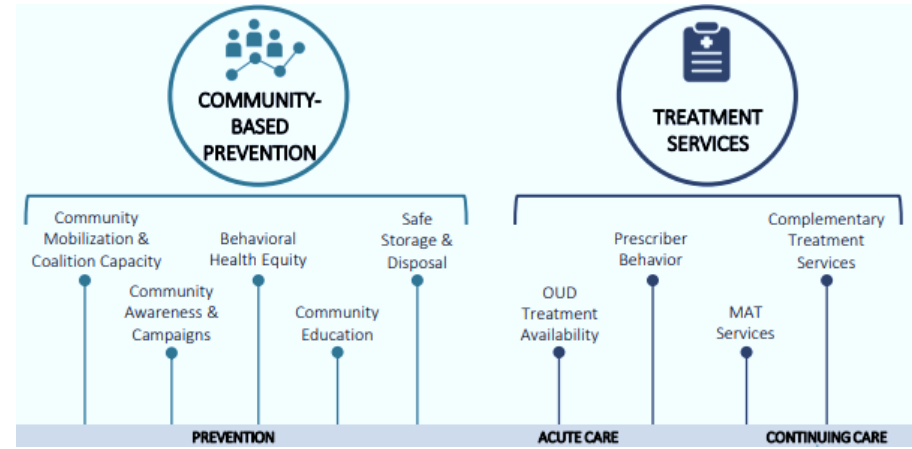 COMMUNITY-
BASED
PREVENTION
TREATMENT
SERVICES
Community
Mobilization &
Coalition Capacity
Community
Awareness &
Campaigns
Behavioral
Health Equity
Community
Education
Safe
Storage &
Disposal
OUD
Treatment
Availability
Prescriber
Behavior
MAT
Services
Complementary
Treatment
Services
PREVENTION
ACUTE CARE
CONTINUING CARE